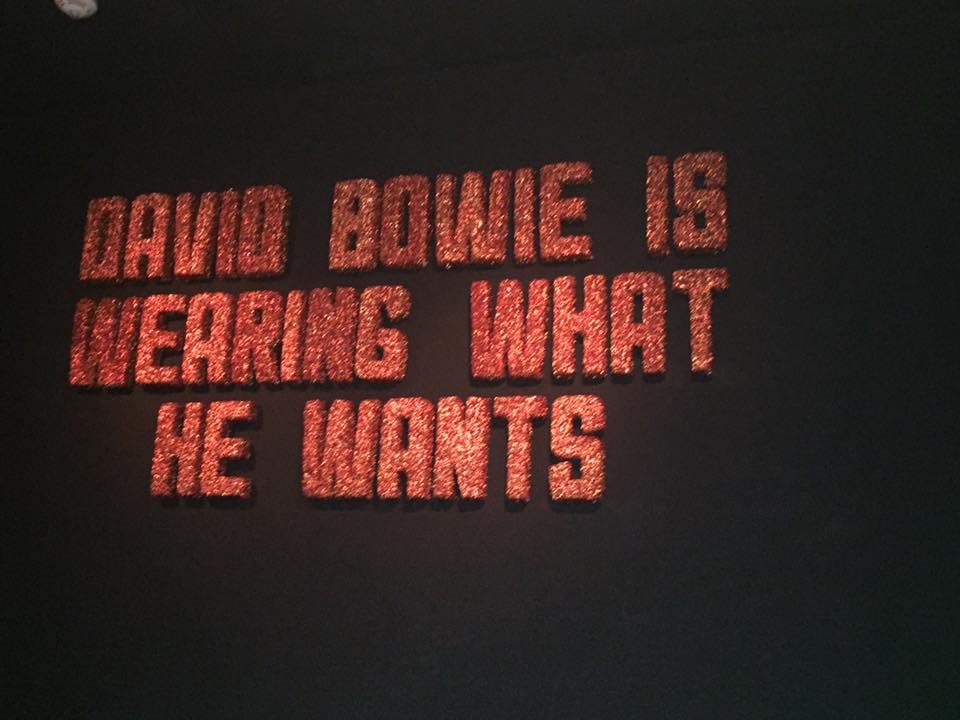 DAVID BOWIE IS
WEARING WHAT
HE WANTS